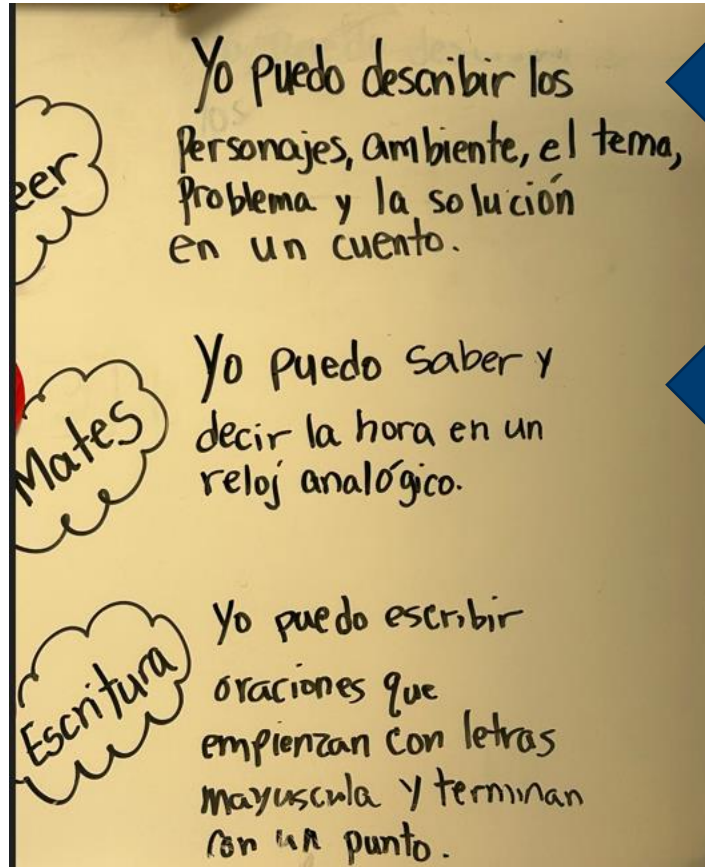 Yo puedo describir los
personajes, ambiente, el tema,
problema y la solución
en un cuento.
eer
Yo puedo saber y
decir la hora en un
reloj analógico.
Mates
Yo puedo escribir
oraciones que
empienzan con letras
mayuscula y terminan
con un punto.
Escritura